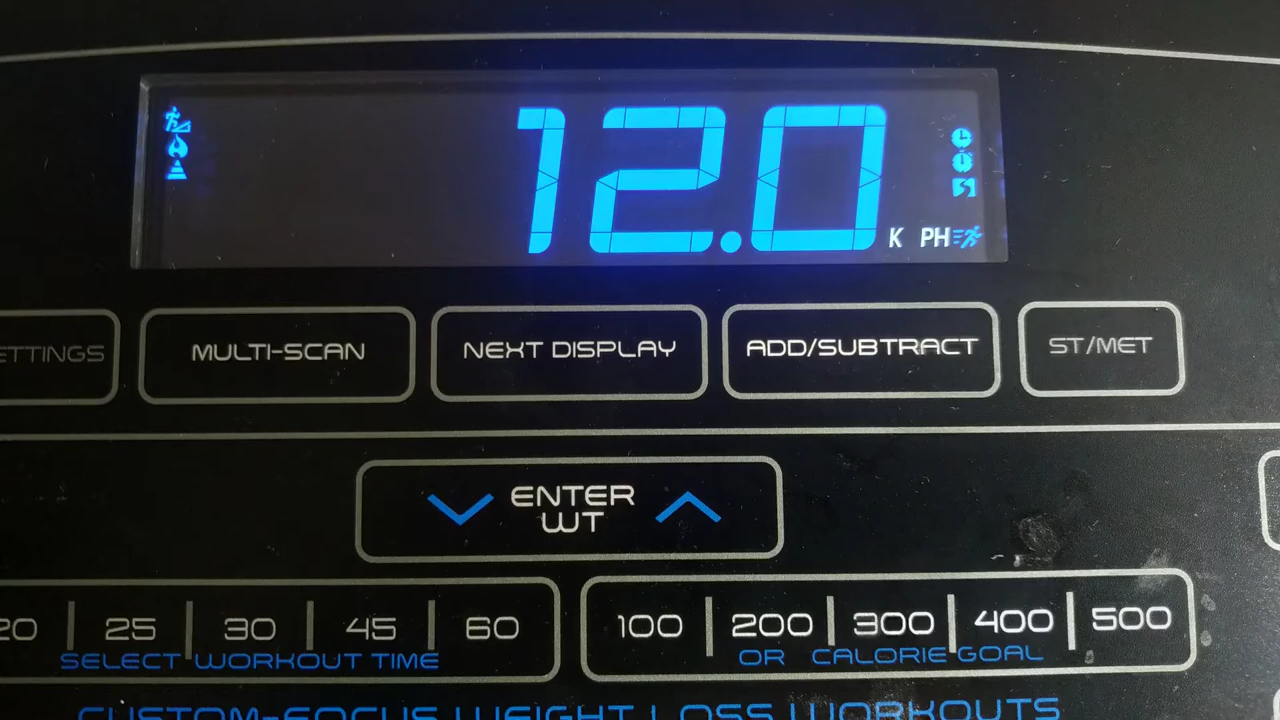 12.0 K PH
ETTINGS MULTI-SCAN NEXT DISPLAY ADD/SUBTRACT ST/MET
ENTER
WT
20 | 25 | 30 | 45 | 60 100 | 200 | 300 | 400 | 500
SELECT WORKOUT TIME OR CALORIE GOAL
CUSTOM-FOCUS WEIGHT LOSS WORKOUTS